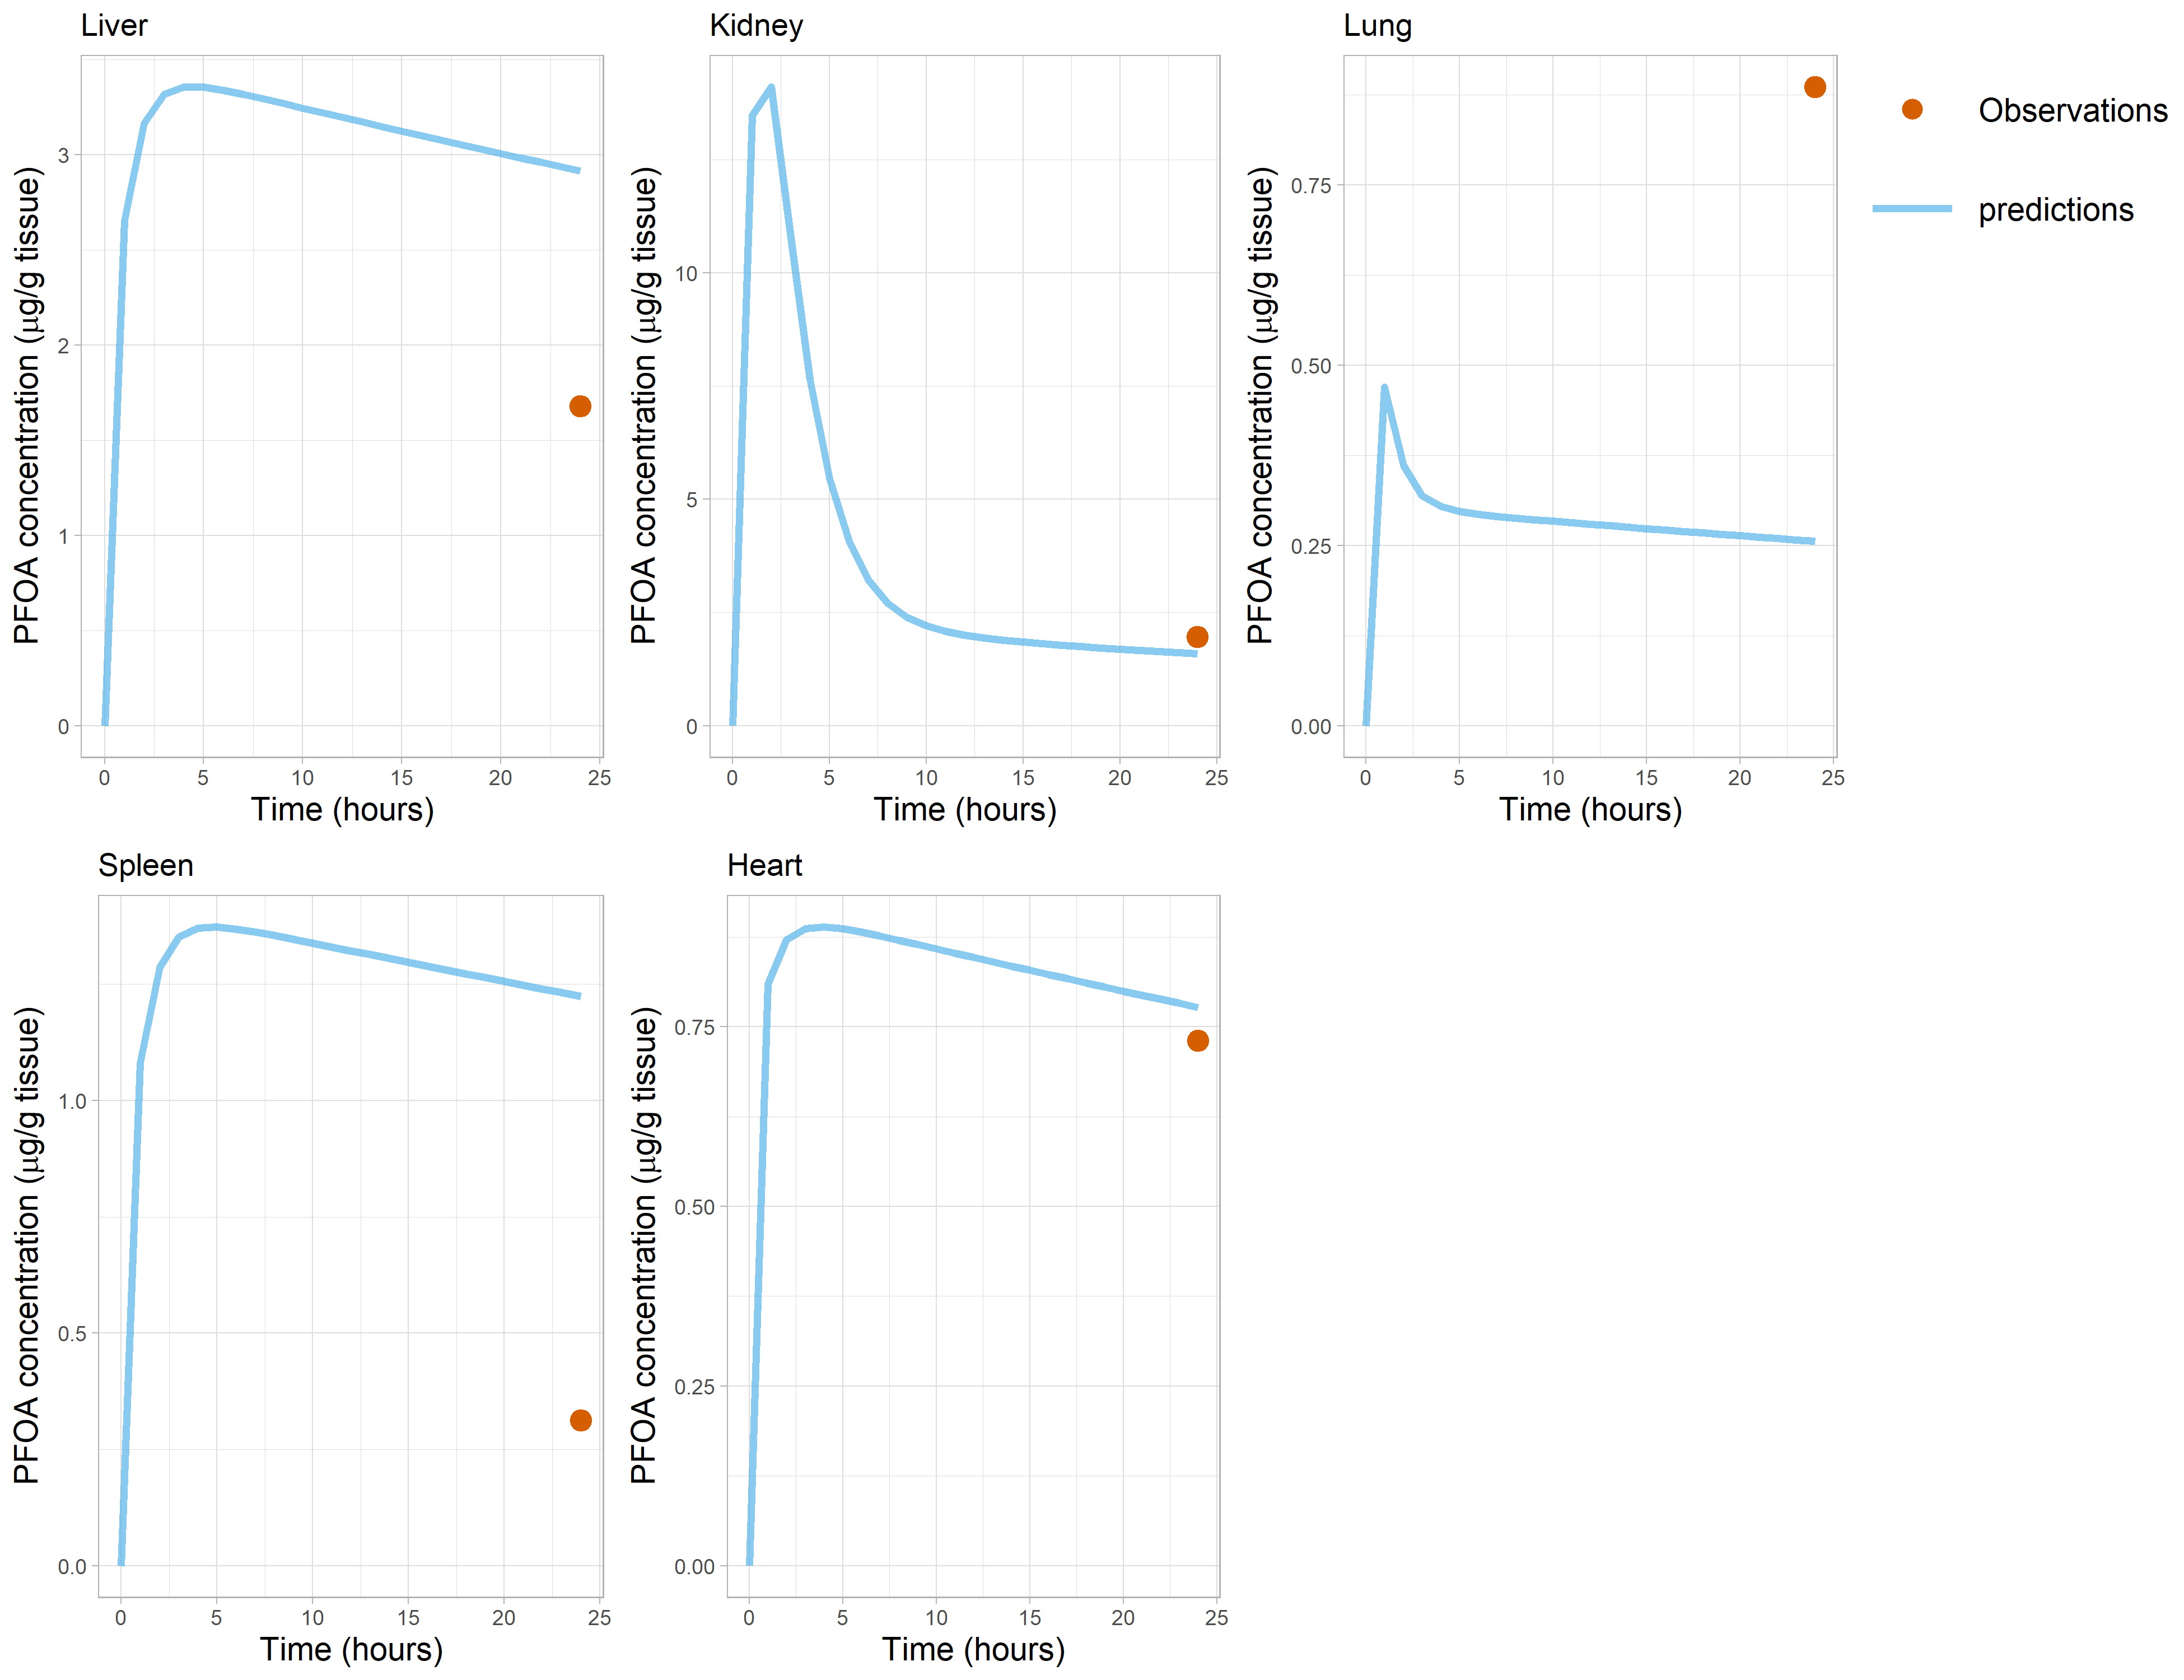 Liver
PFOA concentration (μg/g tissue)
3
2
1
0
0 5 10 15 20 25
Time (hours)
Kidney
PFOA concentration (μg/g tissue)
10
5
0
0 5 10 15 20 25
Time (hours)
Lung
PFOA concentration (μg/g tissue)
0.75
0.50
0.25
0.00
0 5 10 15 20 25
Time (hours)
Observations
predictions
Spleen
PFOA concentration (μg/g tissue)
1.0
0.5
0.0
0 5 10 15 20 25
Time (hours)
Heart
PFOA concentration (μg/g tissue)
0.75
0.50
0.25
0.00
0 5 10 15 20 25
Time (hours)